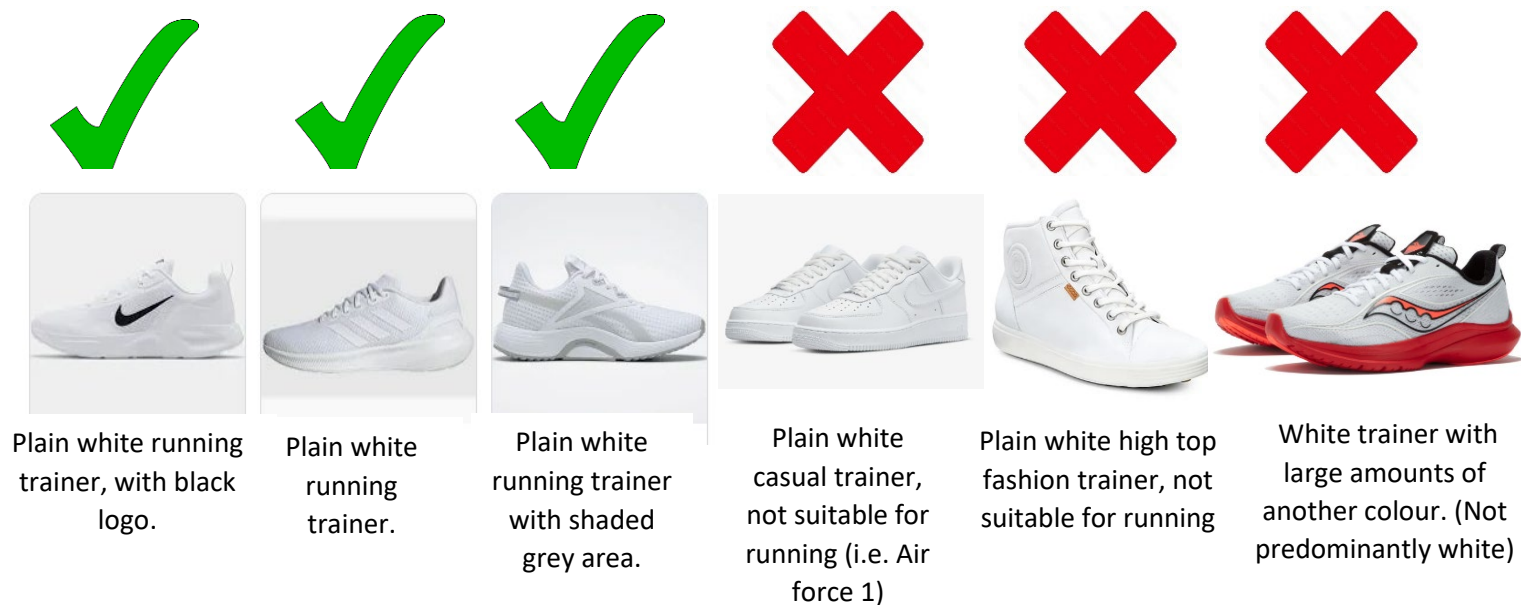 Plain white running
trainer, with black
logo.
Plain white
running
trainer.
Plain white
running trainer
with shaded
grey area.
Plain white
casual trainer,
not suitable for
running (i.e. Air
force 1)
Plain white high top
fashion trainer, not
suitable for running
White trainer with
large amounts of
another colour. (Not
predominantly white)